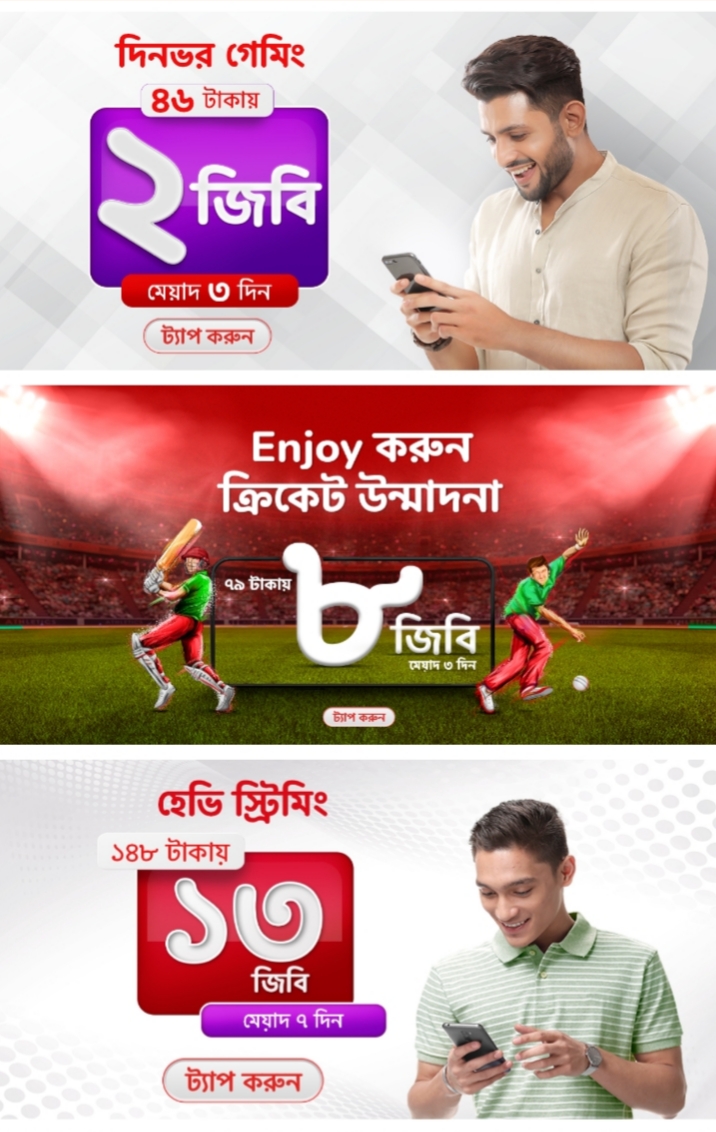 দিনভর গেমিং
৪৬ টাকায়
২ জিবি
মেয়াদ ৩ দিন
ট্যাপ করুন
Enjoy করুন
ক্রিকেট উন্মাদনা
৭৯ টাকায়
৮ জিবি
মেয়াদ ৩ দিন
ট্যাপ করুন
হেভি স্ট্রিমিং
১৪৮ টাকায়
১৩
জিবি
মেয়াদ ৭ দিন
ট্যাপ করুন